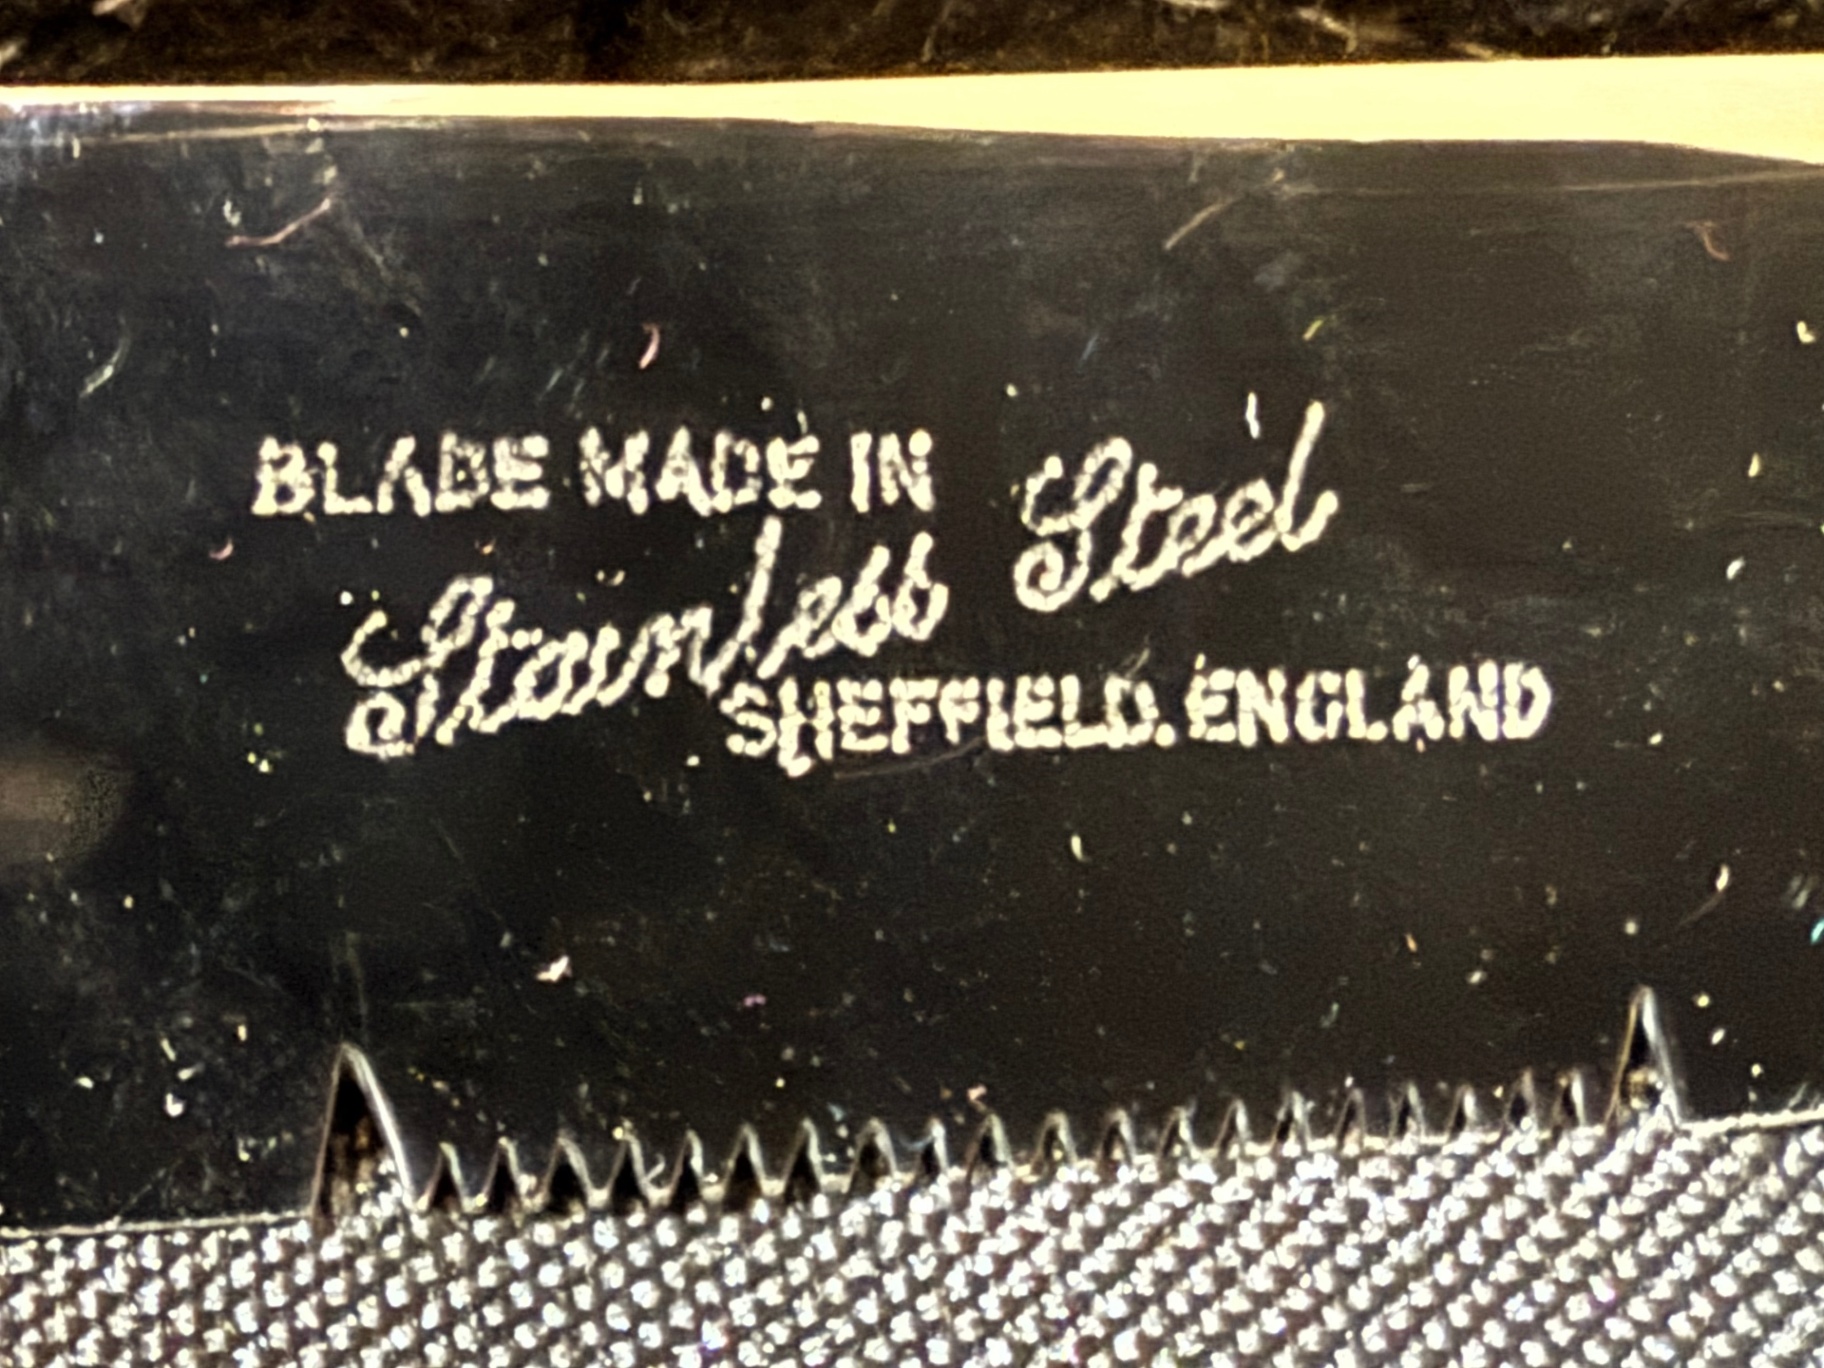 BLADE MADE IN
Stainless Steel
SHEFFIELD. ENGLAND